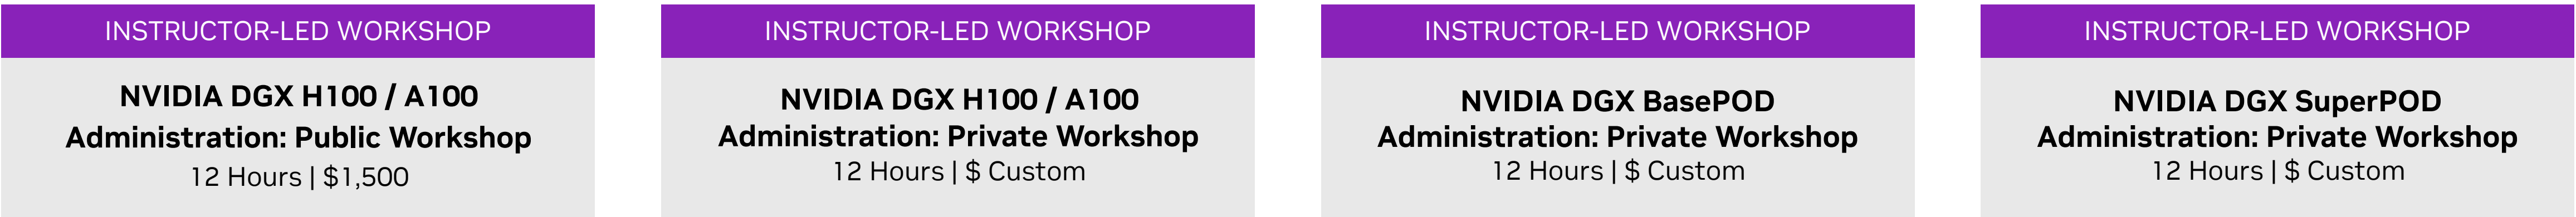 INSTRUCTOR-LED WORKSHOP
NVIDIA DGX H100 / A100
Administration: Public Workshop
12 Hours | $1,500
INSTRUCTOR-LED WORKSHOP
NVIDIA DGX H100 / A100
Administration: Private Workshop
12 Hours | $ Custom
INSTRUCTOR-LED WORKSHOP
NVIDIA DGX BasePOD
Administration: Private Workshop
12 Hours | $ Custom
INSTRUCTOR-LED WORKSHOP
NVIDIA DGX SuperPOD
Administration: Private Workshop
12 Hours | $ Custom